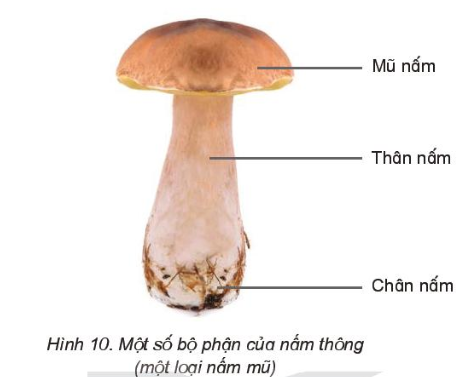 Mũ nấm
Thân nấm
Chân nấm
Hình 10. Một số bộ phận của nấm thông
(một loại nấm mũ)